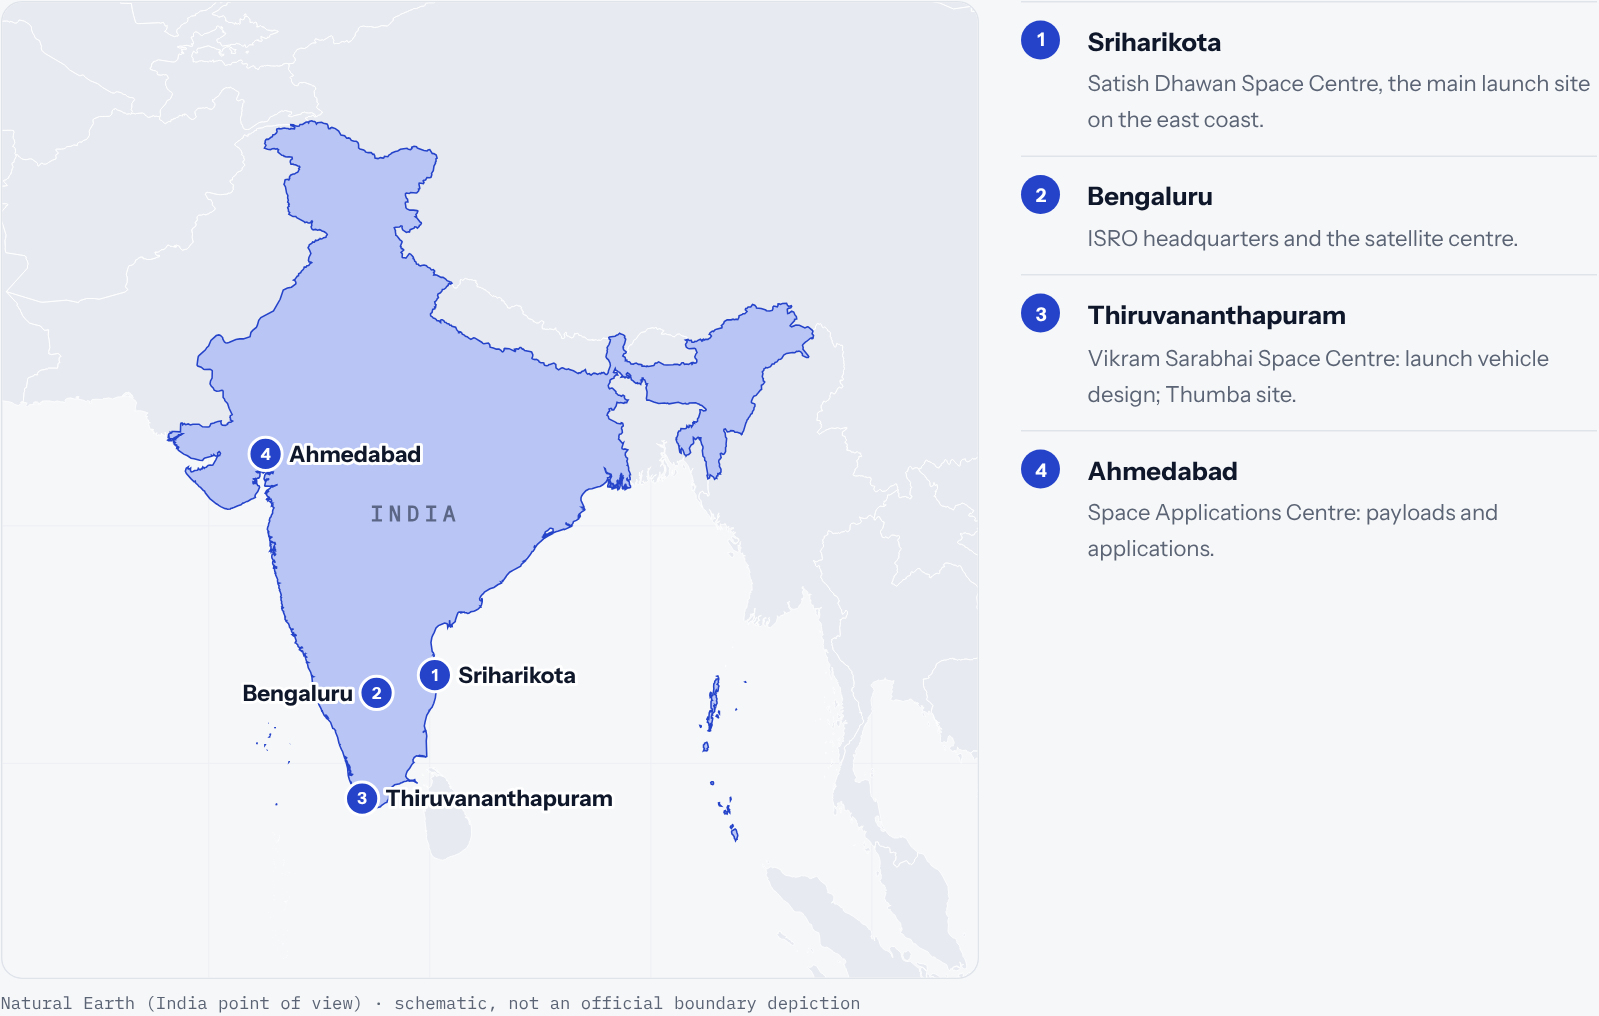 4 Ahmedabad
INDIA
1 Sriharikota
Bengaluru 2
3 Thiruvananthapuram
Natural Earth (India point of view) · schematic, not an official boundary depiction
1 Sriharikota
Satish Dhawan Space Centre, the main launch site
on the east coast.
2 Bengaluru
ISRO headquarters and the satellite centre.
3 Thiruvananthapuram
Vikram Sarabhai Space Centre: launch vehicle
design; Thumba site.
4 Ahmedabad
Space Applications Centre: payloads and
applications.